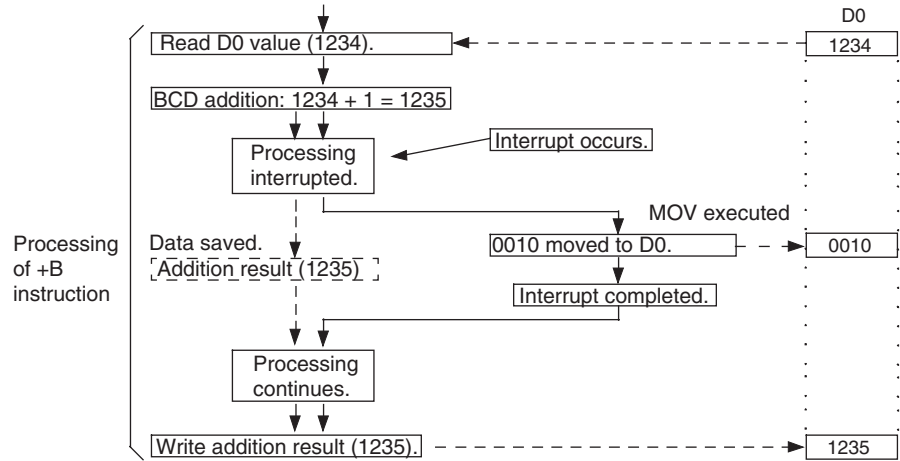 D0
Read D0 value (1234).
1234
BCD addition: 1234 + 1 = 1235
Interrupt occurs.
Processing
interrupted.
MOV executed
Processing
of +B
instruction
Data saved.
Addition result (1235)
0010 moved to D0.
0010
Interrupt completed.
Processing
continues.
Write addition result (1235).
1235